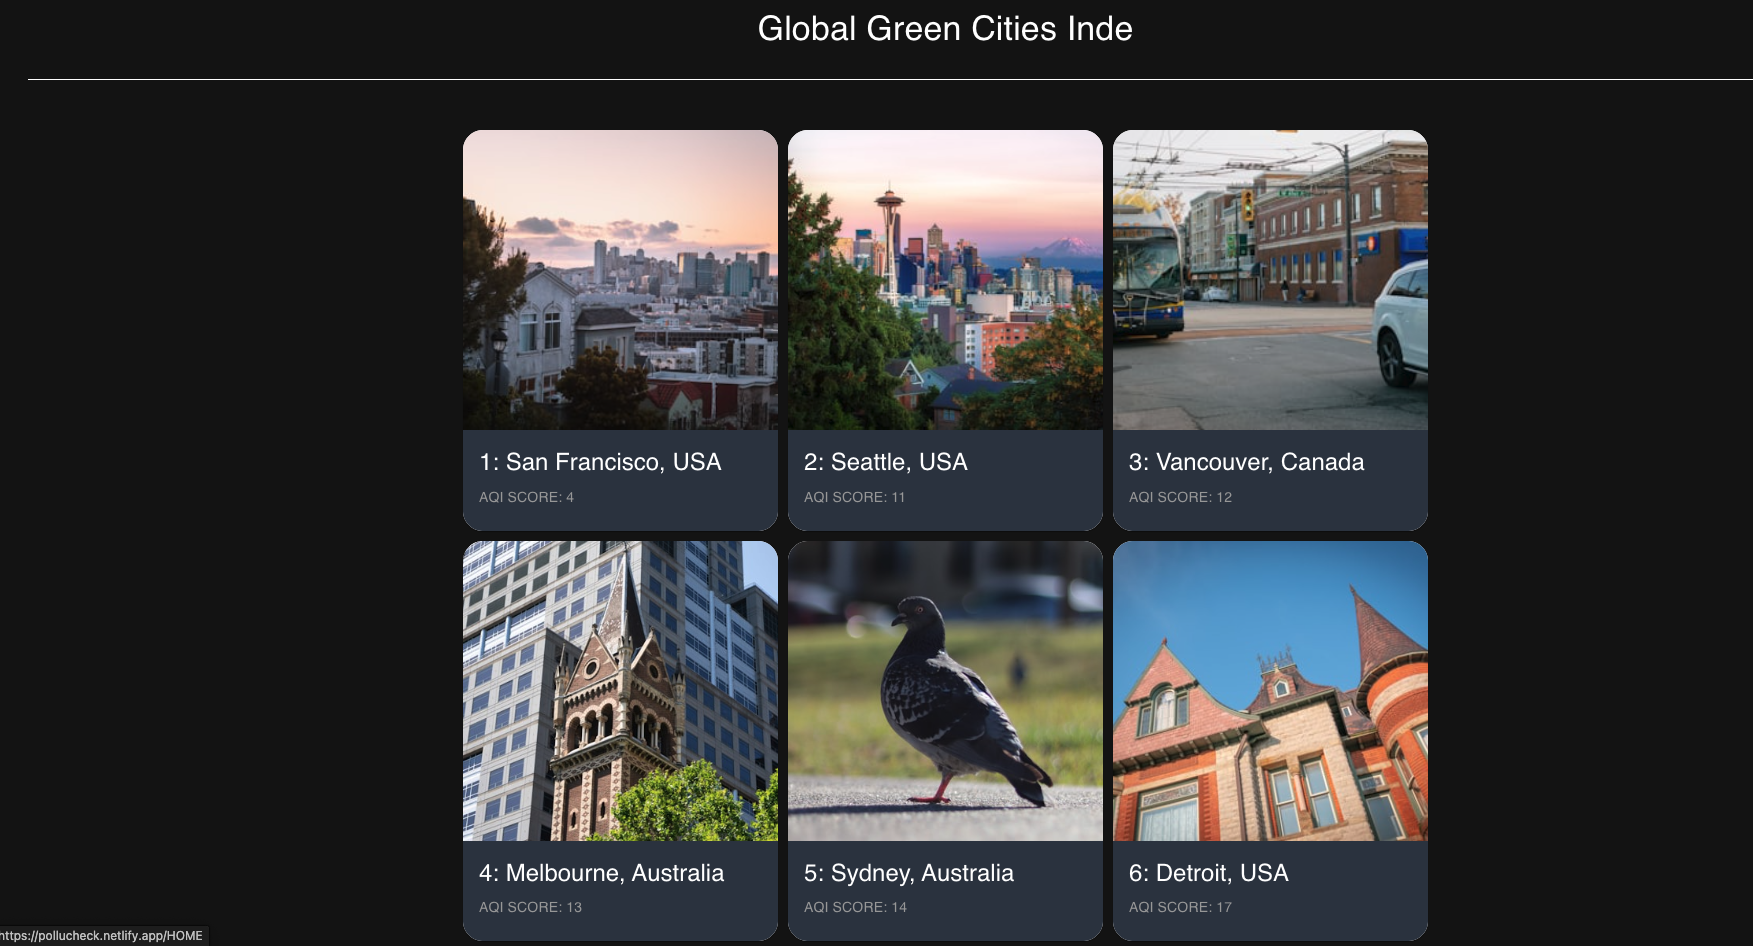 Global Green Cities Inde
1: San Francisco, USA
AQI SCORE: 4
2: Seattle, USA
AQI SCORE: 11
3: Vancouver, Canada
AQI SCORE: 12
4: Melbourne, Australia
AQI SCORE: 13
5: Sydney, Australia
AQI SCORE: 14
6: Detroit, USA
AQI SCORE: 17
https://pollucheck.netlify.app/HOME